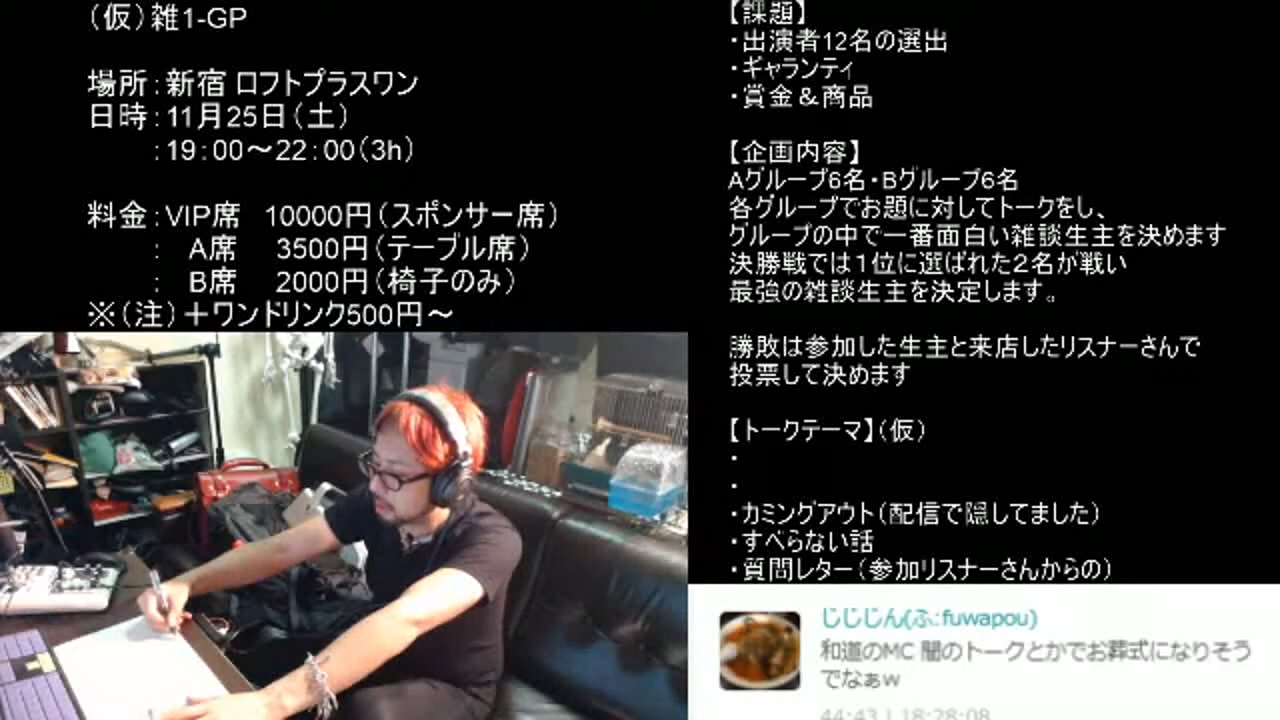 （仮）雑1-GP
場所：新宿 ロフトプラスワン
日時：11月25日（土）
：19：00～22：00（3h）
料金：VIP席 10000円（スポンサー席）
： A席 3500円（テーブル席）
： B席 2000円（椅子のみ）
※（注）＋ワンドリンク500円～
【課題】
・出演者12名の選出
・ギャランティ
・賞金＆商品
【企画内容】
Aグループ6名・Bグループ6名
各グループでお題に対してトークをし、
グループの中で一番面白い雑談生主を決めます
決勝戦では１位に選ばれた２名が戦い
最強の雑談生主を決定します。
勝敗は参加した生主と来店したリスナーさんで
投票して決めます
【トークテーマ】（仮）
・
・
・カミングアウト（配信で隠してました）
・すべらない話
・質問レター（参加リスナーさんからの）
じじじん(ふ:fuwapou)
和道のMC 闇のトークとかでお葬式になりそう
でなぁw
44:43 | 18:28:08